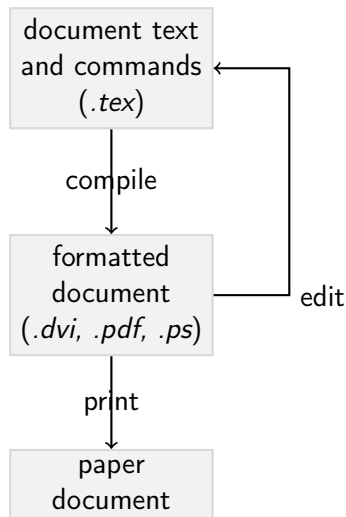 document text
and commands
(.tex)
compile
formatted
document
(.dvi, .pdf, .ps)
edit
print
paper
document